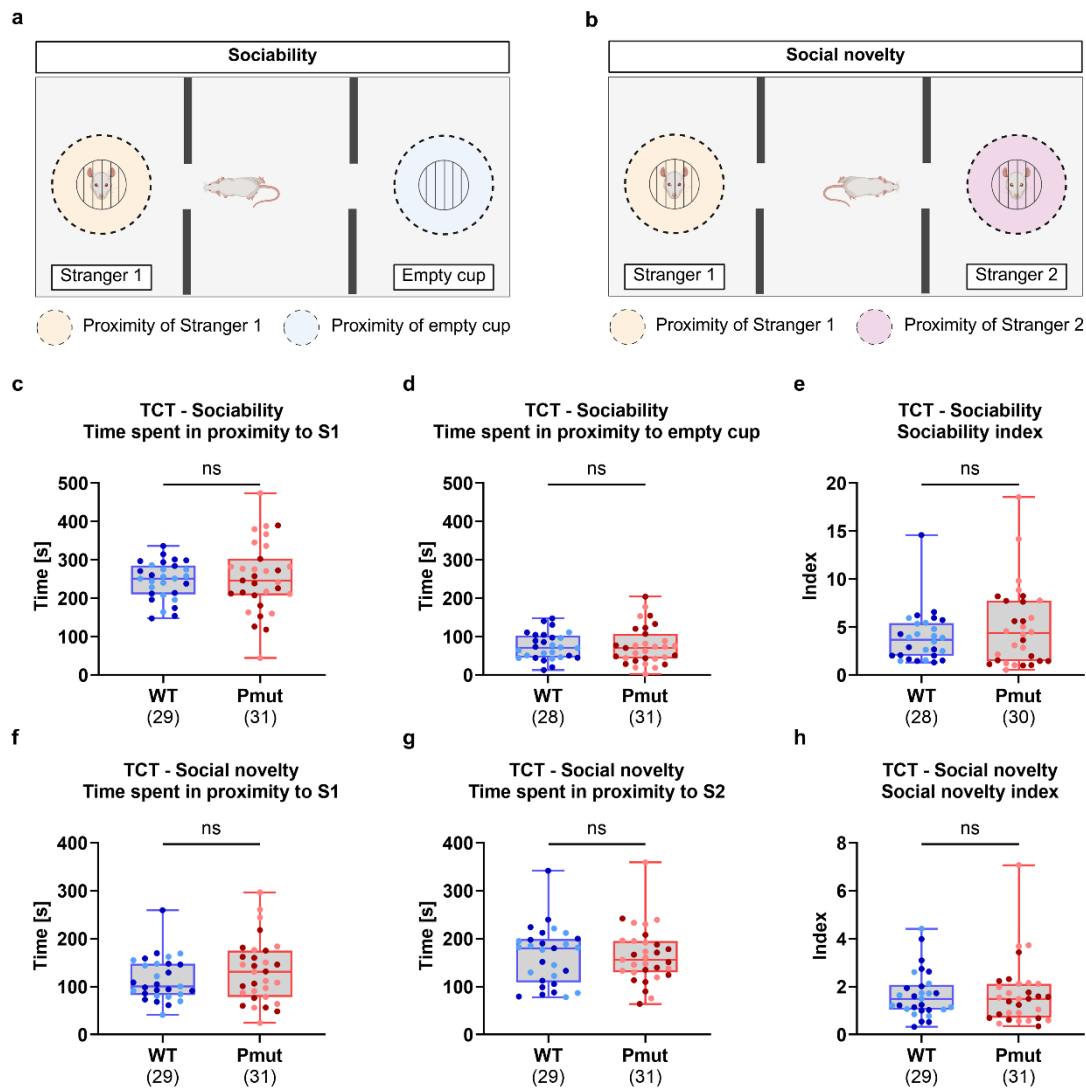 a
Sociability
Stranger 1
Empty cup
Proximity of Stranger 1
Proximity of empty cup
b
Social novelty
Stranger 1
Stranger 2
Proximity of Stranger 1
Proximity of Stranger 2
c
TCT - Sociability
Time spent in proximity to S1
ns
Time [s]
500
400
300
200
100
0
WT
(29)
Pmut
(31)
d
TCT - Sociability
Time spent in proximity to empty cup
ns
Time [s]
500
400
300
200
100
0
WT
(28)
Pmut
(31)
e
TCT - Sociability
Sociability index
ns
Index
20
15
10
5
0
WT
(28)
Pmut
(30)
f
TCT - Social novelty
Time spent in proximity to S1
ns
Time [s]
400
300
200
100
0
WT
(29)
Pmut
(31)
g
TCT - Social novelty
Time spent in proximity to S2
ns
Time [s]
400
300
200
100
0
WT
(29)
Pmut
(31)
h
TCT - Social novelty
Social novelty index
ns
Index
8
6
4
2
0
WT
(29)
Pmut
(31)